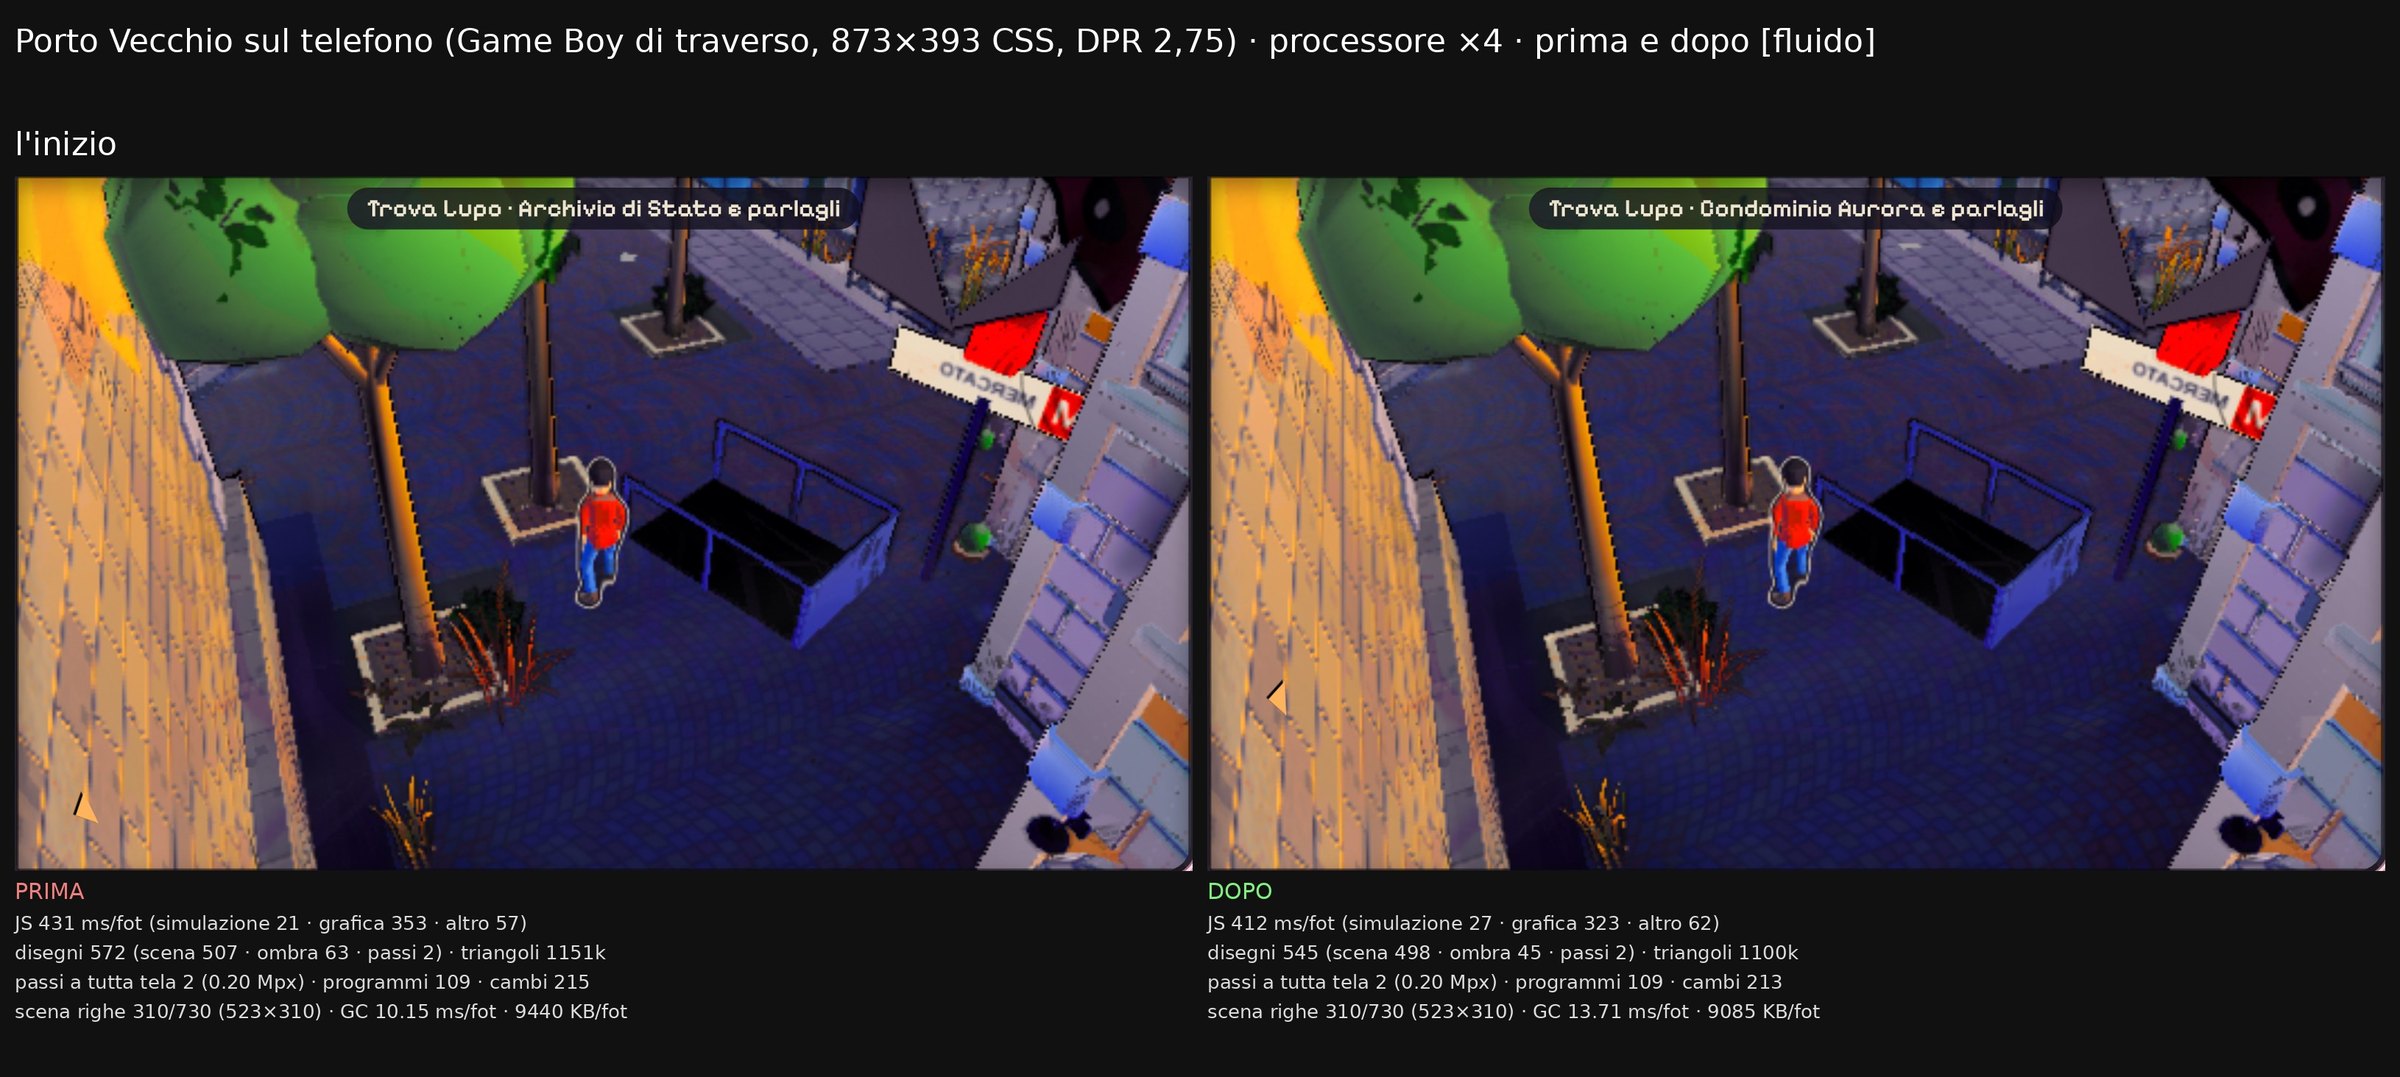 Porto Vecchio sul telefono (Game Boy di traverso, 873×393 CSS, DPR 2,75) · processore ×4 · prima e dopo [fluido]
l'inizio
Trova Lupo · Archivio di Stato e parlagli
Trova Lupo · Condominio Aurora e parlagli
MERCATO
M
MERCATO
M
PRIMA
JS 431 ms/fot (simulazione 21 · grafica 353 · altro 57)
disegni 572 (scena 507 · ombra 63 · passi 2) · triangoli 1151k
passi a tutta tela 2 (0.20 Mpx) · programmi 109 · cambi 215
scena righe 310/730 (523×310) · GC 10.15 ms/fot · 9440 KB/fot
DOPO
JS 412 ms/fot (simulazione 27 · grafica 323 · altro 62)
disegni 545 (scena 498 · ombra 45 · passi 2) · triangoli 1100k
passi a tutta tela 2 (0.20 Mpx) · programmi 109 · cambi 213
scena righe 310/730 (523×310) · GC 13.71 ms/fot · 9085 KB/fot